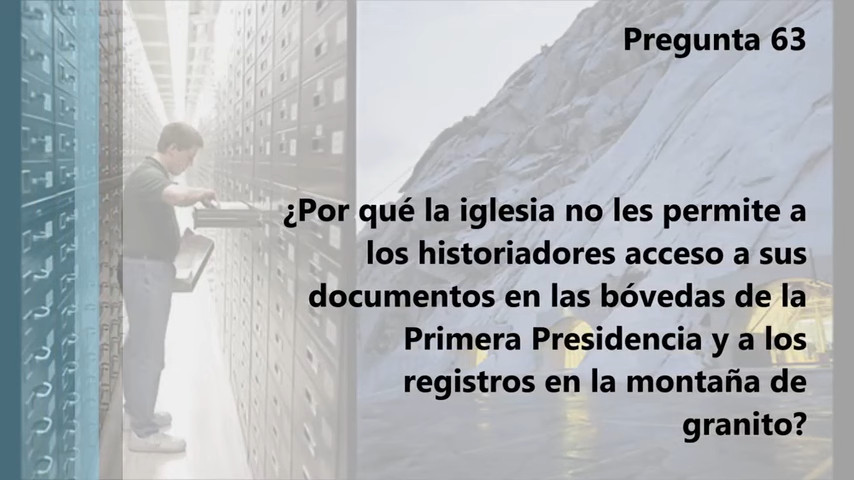 Pregunta 63
¿Por qué la iglesia no les permite a
los historiadores acceso a sus
documentos en las bóvedas de la
Primera Presidencia y a los
registros en la montaña de
granito?